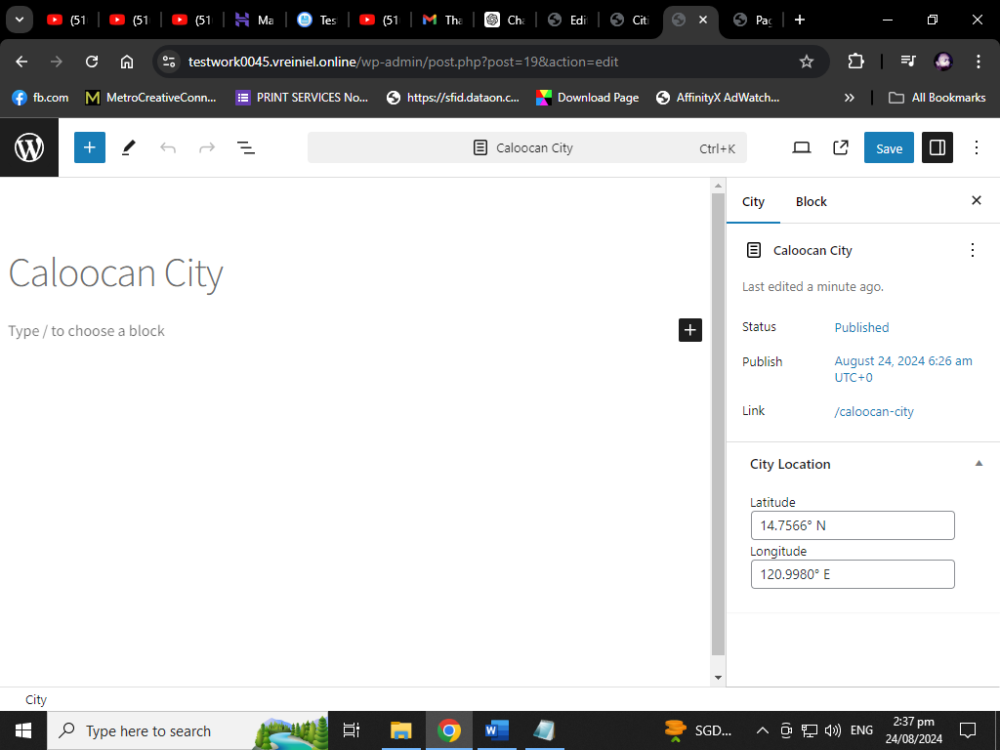 (51
(51
(51
Ma
Tes
(51
Tha
Cha
Edi
Citi
Pag
testwork0045.vreiniel.online/wp-admin/post.php?post=19&action=edit
fb.com
MetroCreativeConn...
PRINT SERVICES No...
https://sfid.dataon.c...
Download Page
AffinityX AdWatch...
All Bookmarks
Caloocan City
Ctrl+K
Save
City
Block
Caloocan City
Last edited a minute ago.
Status
Published
Publish
August 24, 2024 6:26 am
UTC+0
Link
/caloocan-city
City Location
Latitude
14.7566° N
Longitude
120.9980° E
Caloocan City
Type / to choose a block
City
Type here to search
SGD...
ENG
2:37 pm
24/08/2024